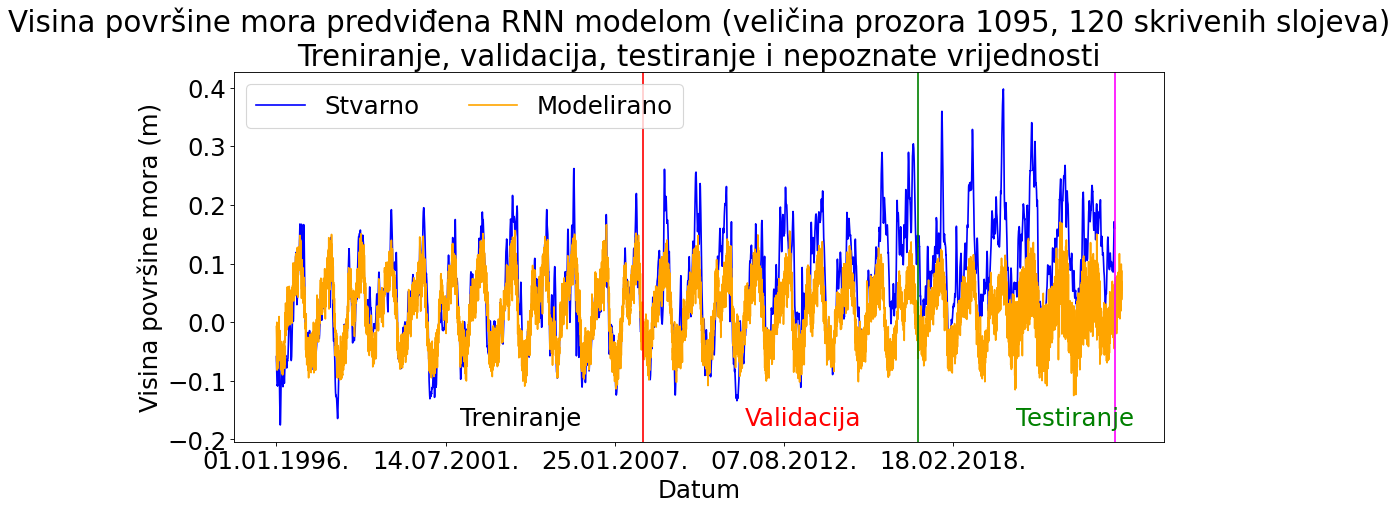 Visina površine mora predviđena RNN modelom (veličina prozora 1095, 120 skrivenih slojeva)
Treniranje, validacija, testiranje i nepoznate vrijednosti
Stvarno Modelirano
Visina površine mora (m)
0.4
0.3
0.2
0.1
0.0
−0.1
−0.2
Treniranje Validacija Testiranje
01.01.1996. 14.07.2001. 25.01.2007. 07.08.2012. 18.02.2018.
Datum